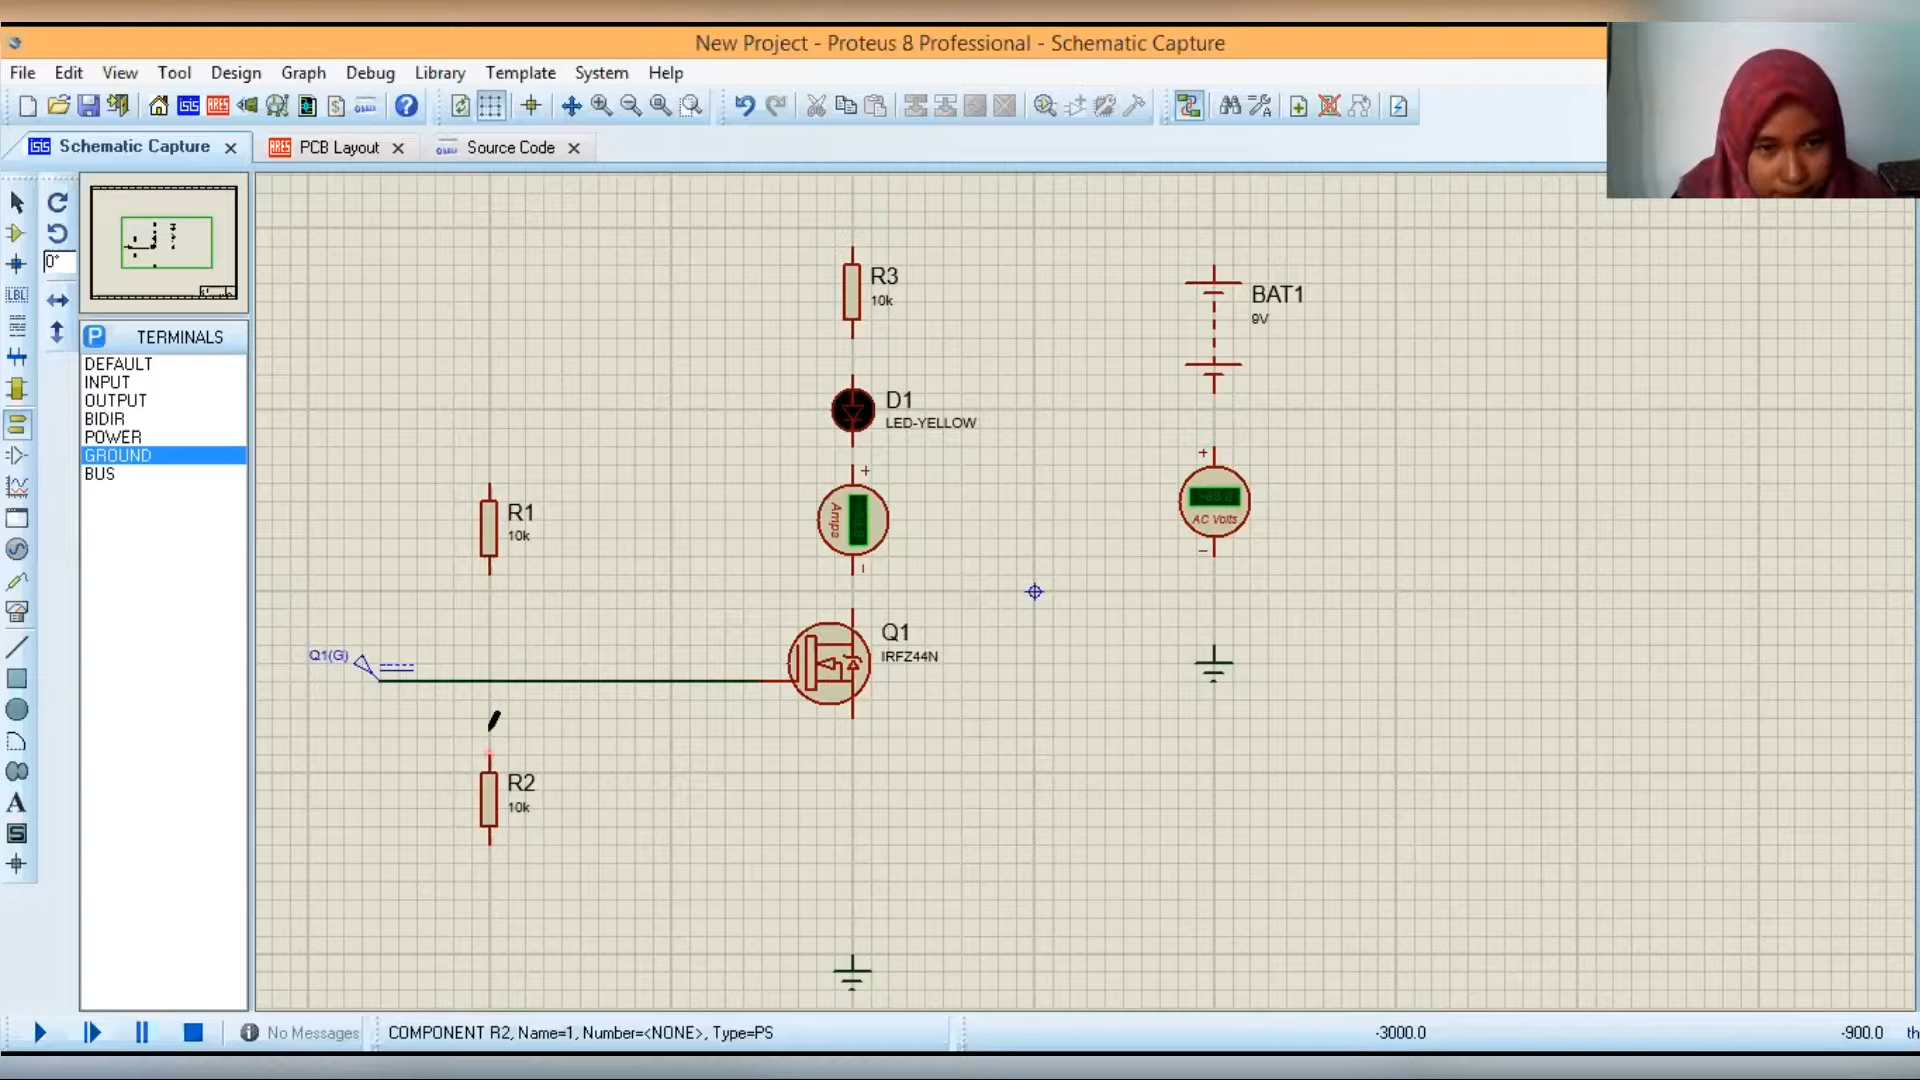 New Project - Proteus 8 Professional - Schematic Capture
File Edit View Tool Design Graph Debug Library Template System Help
Schematic Capture PCB Layout Source Code
0°
LBL
TERMINALS
DEFAULT
INPUT
OUTPUT
BIDIR
POWER
GROUND
BUS
R3
10k
BAT1
9V
D1
LED-YELLOW
+
Amps
+
AC Volts
R1
10k
Q1(G)
Q1
IRFZ44N
R2
10k
No Messages COMPONENT R2, Name=1, Number=<NONE>, Type=PS -3000.0 -900.0 th